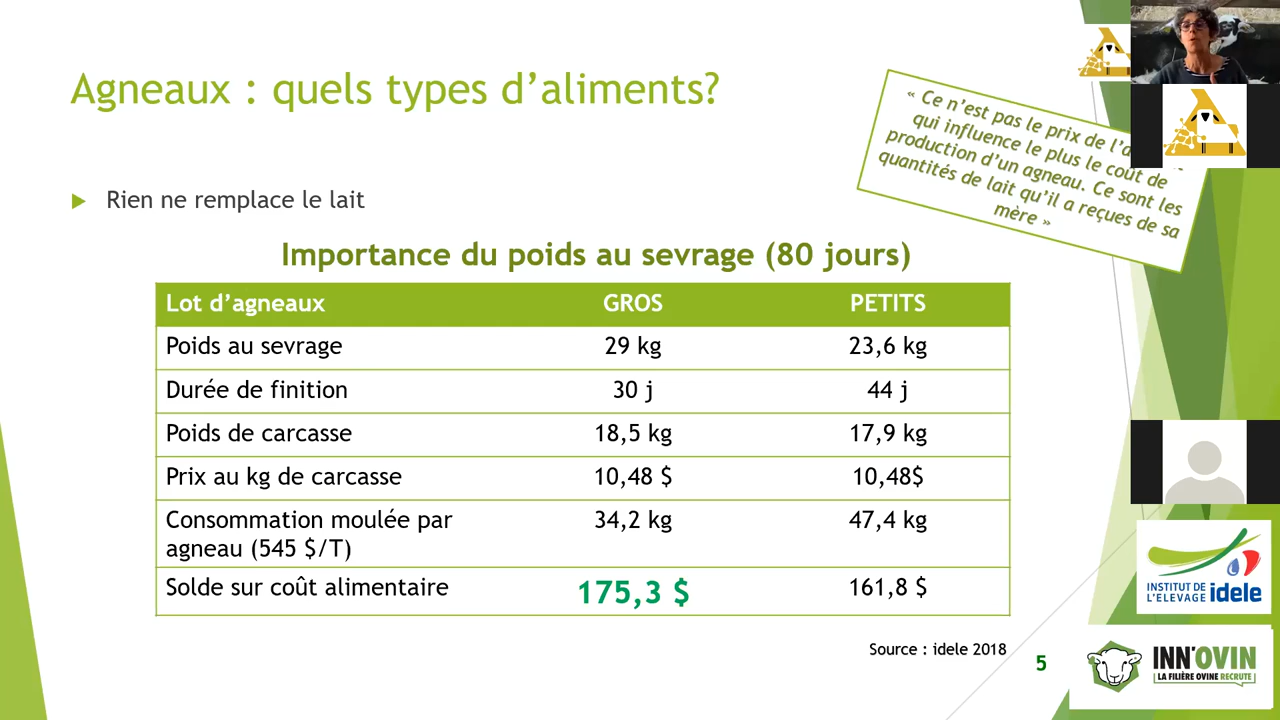 Agneaux : quels types d’aliments?
« Ce n’est pas le prix de l’
qui influence le plus le coût de
production d’un agneau. Ce sont les
quantités de lait qu’il a reçues de sa
mère »
Rien ne remplace le lait
Importance du poids au sevrage (80 jours)
Lot d’agneaux GROS PETITS
Poids au sevrage 29 kg 23,6 kg
Durée de finition 30 j 44 j
Poids de carcasse 18,5 kg 17,9 kg
Prix au kg de carcasse 10,48 $ 10,48$
Consommation moulée par 34,2 kg 47,4 kg
agneau (545 $/T)
Solde sur coût alimentaire 175,3 $ 161,8 $
Source : idele 2018
5
INSTITUT DE
L’ELEVAGE idele
INN’OVIN
LA FILIÈRE OVINE RECRUTE